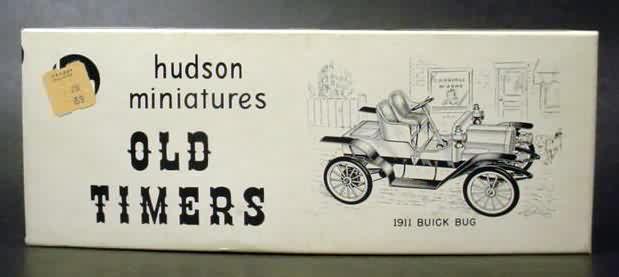 hudson
miniatures
OLD
TIMERS
1911 BUICK BUG